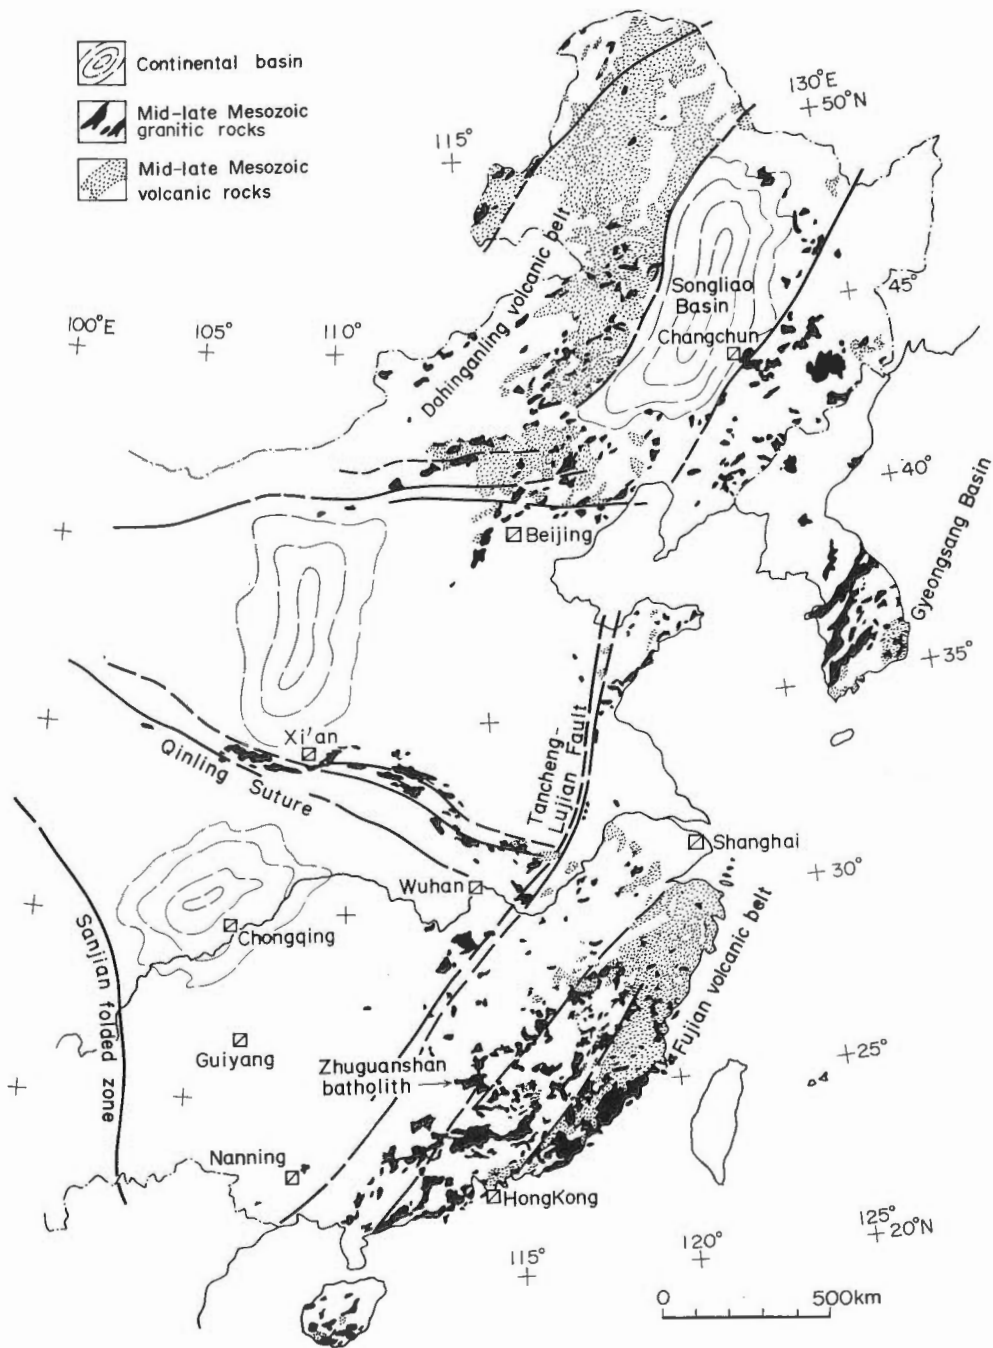 Continental basin
Mid-late Mesozoic
granitic rocks
Mid-late Mesozoic
volcanic rocks
130°E
50°N
115°
Dahinganling volcanic belt
Songliao
Basin
45°
100°E
105°
110°
Changchun
40°
Beijing
Gyeongsang Basin
35°
Xi'an
Qinling Suture
Tancheng-
Lujian Fault
Shanghai
30°
Wuhan
Chongqing
Sanjian folded zone
Fujian volcanic belt
Guiyang
25°
Zhuguanshan
batholith
Nanning
HongKong
125°
20°N
120°
115°
0 500km